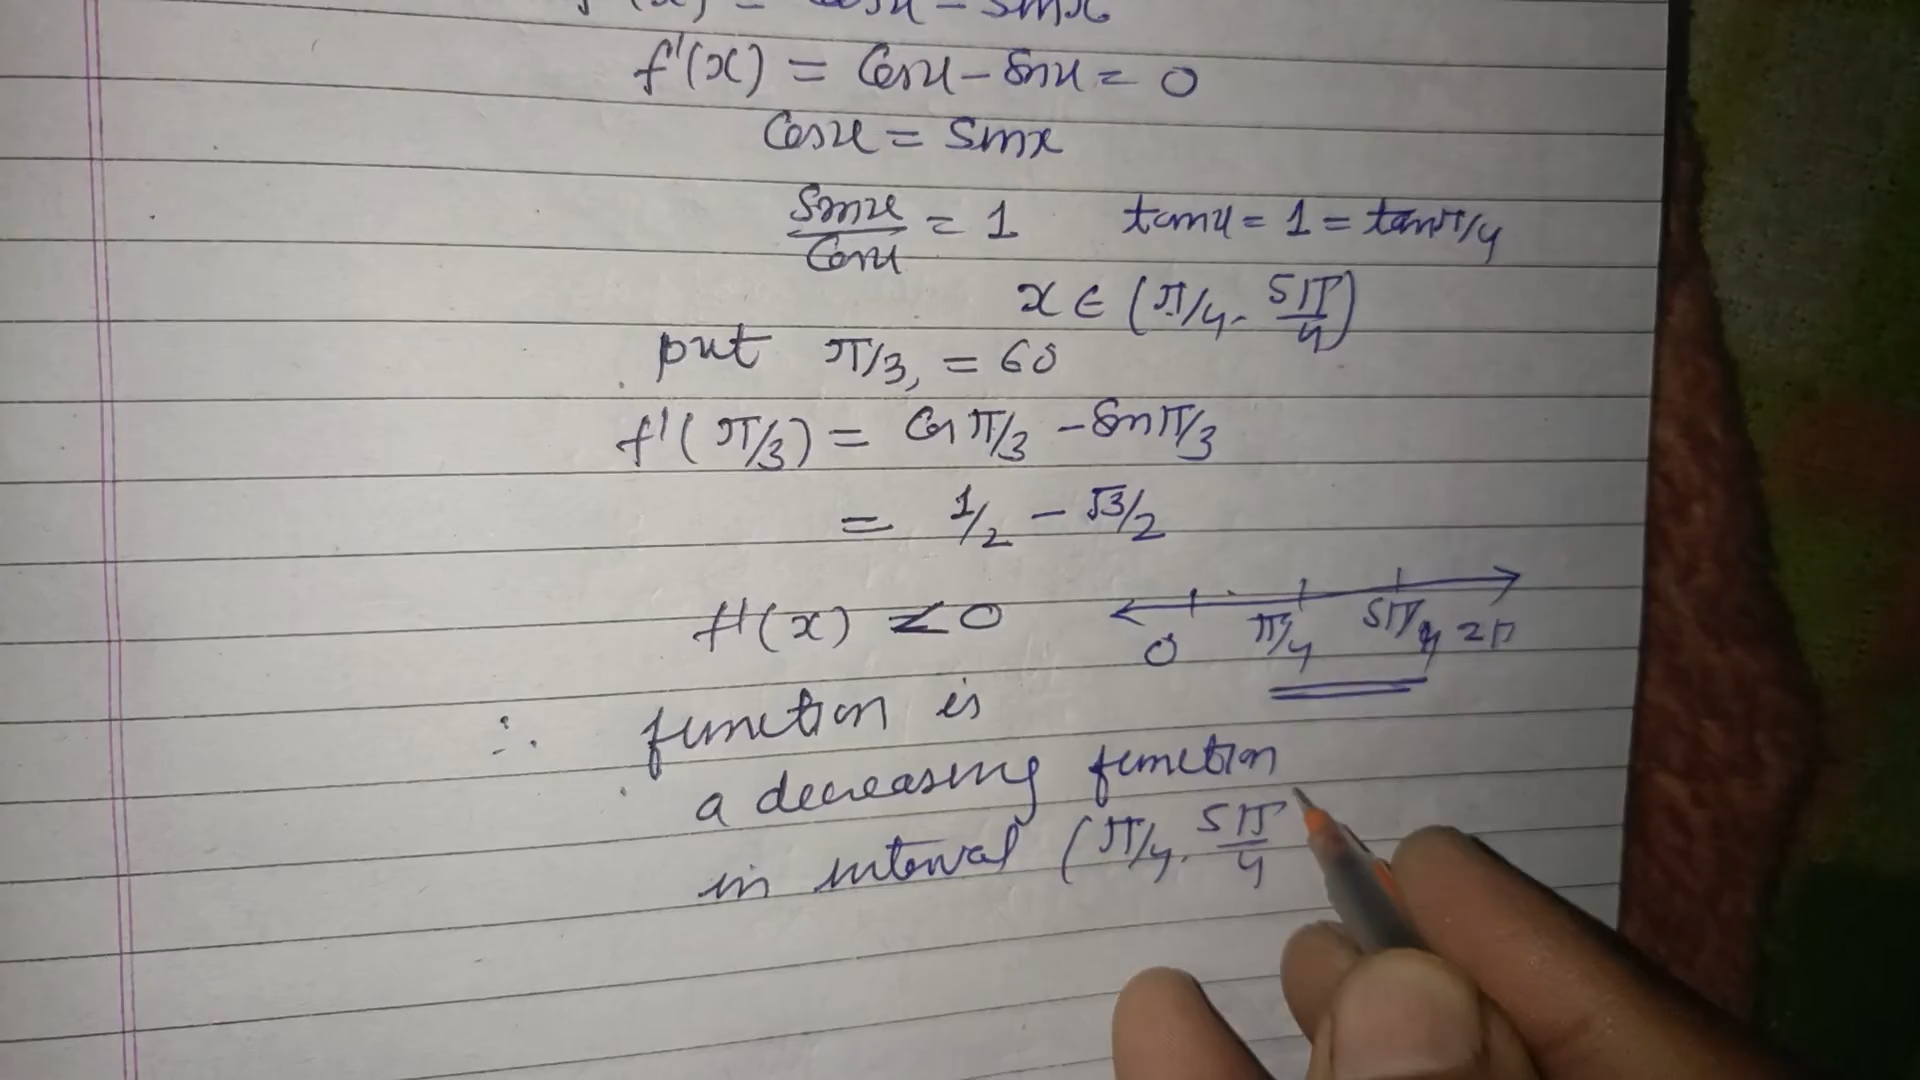 f'(x) = Cosx - Sinx = 0
Cosx = Sinx
Sinx/Cosx = 1 tanx = 1 = tanπ/4
x ∈ (π/4, 5π/4)
put π/3, = 60
f'(π/3) = Cosπ/3 - Sinπ/3
= 1/2 - √3/2
f'(x) < 0
0 π/4 5π/4 2π
∴ function is
a decreasing function
in interval (π/4, 5π/4